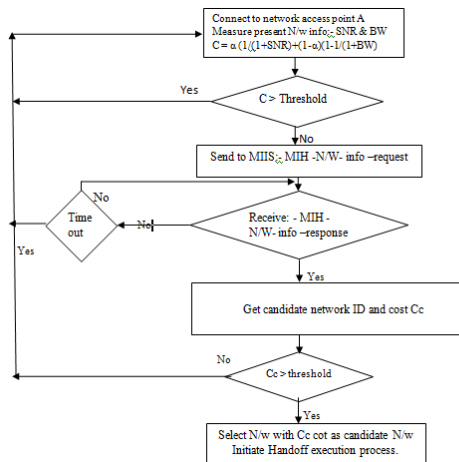 Connect to network access point A
Measure present N/w info;- SNR & BW
C = α (1/(1+SNR)+(1-α)(1-1/(1+BW)
Yes
C > Threshold
No
Send to MIIS;- MIH -N/W- info –request
No
Time
out
No
Receive: - MIH -
N/W- info –response
Yes
Yes
Get candidate network ID and cost Cc
No
Cc > threshold
Yes
Select N/w with Cc cot as candidate N/w
Initiate Handoff execution process.